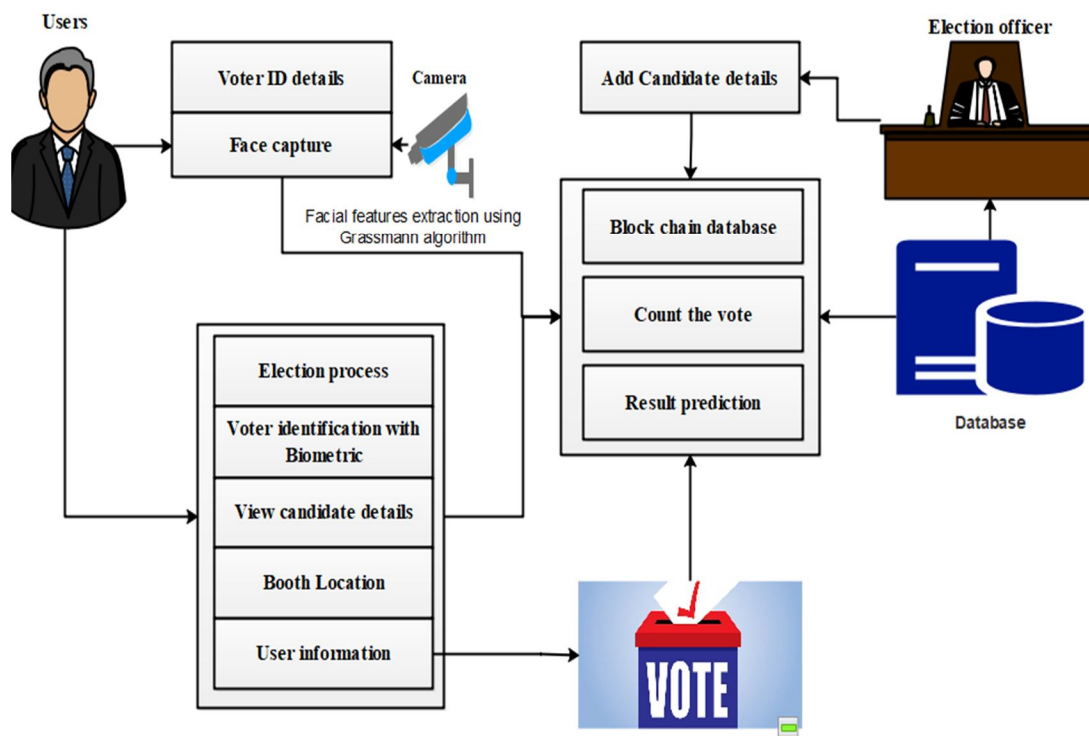 Users
Voter ID details
Face capture
Camera
Facial features extraction using
Grassmann algorithm
Add Candidate details
Election officer
Block chain database
Count the vote
Result prediction
Database
Election process
Voter identification with
Biometric
View candidate details
Booth Location
User information
VOTE